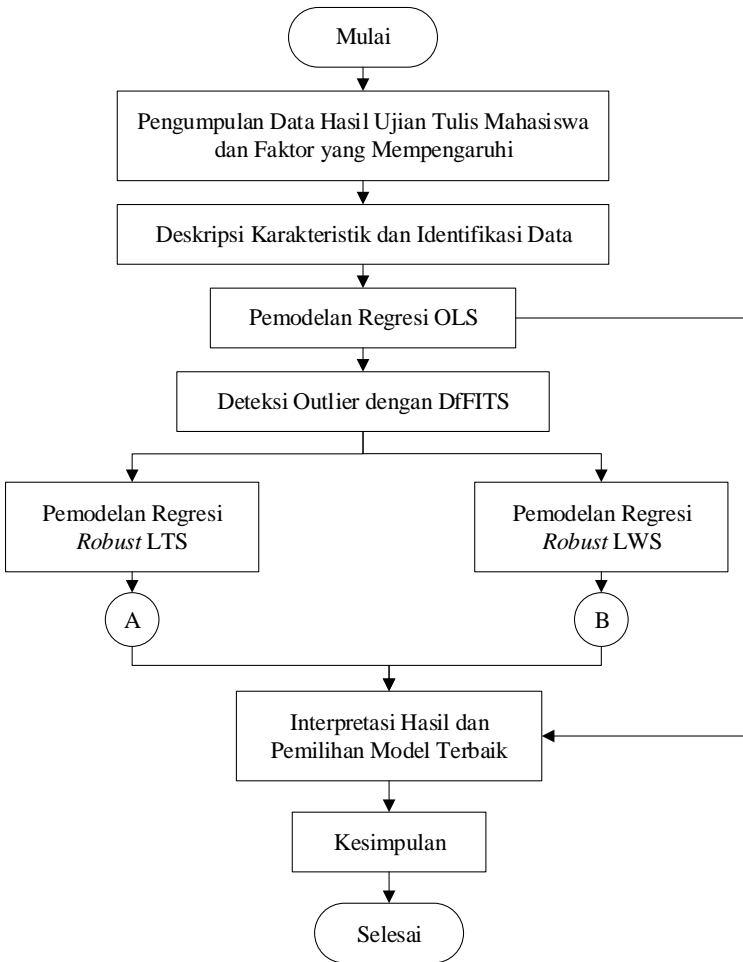 Mulai
Pengumpulan Data Hasil Ujian Tulis Mahasiswa
dan Faktor yang Mempengaruhi
Deskripsi Karakteristik dan Identifikasi Data
Pemodelan Regresi OLS
Deteksi Outlier dengan DfFITS
Pemodelan Regresi
Robust LTS
Pemodelan Regresi
Robust LWS
A
B
Interpretasi Hasil dan
Pemilihan Model Terbaik
Kesimpulan
Selesai